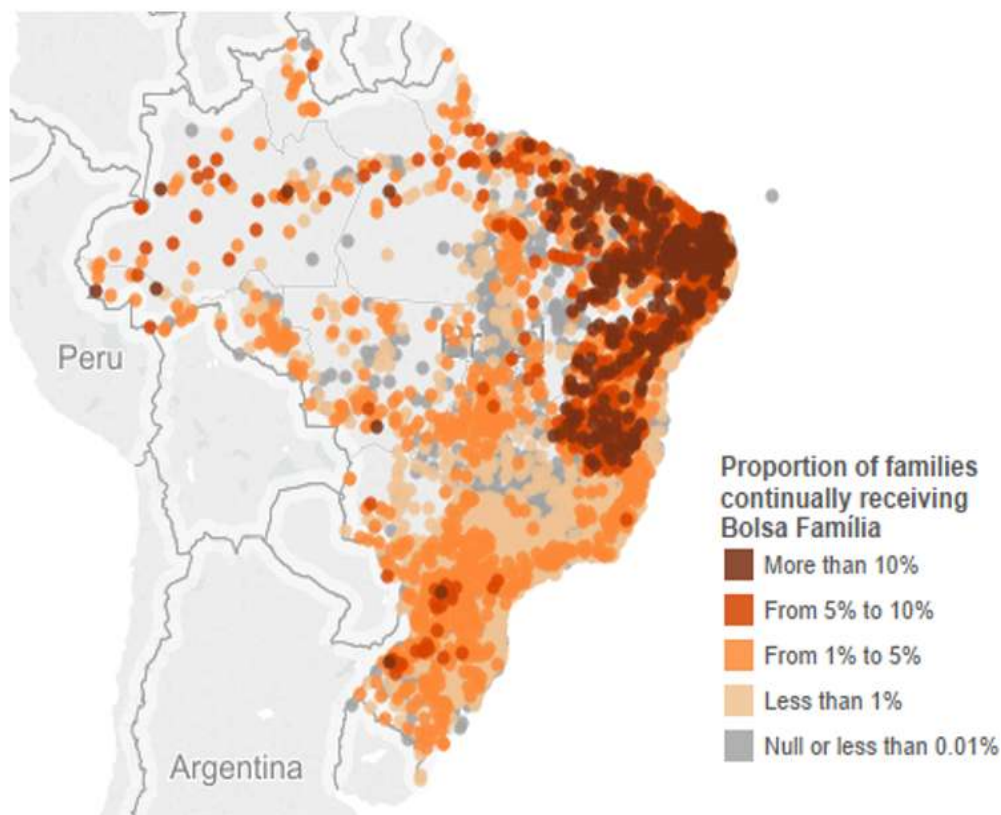 Peru
Proportion of families
continually receiving
Bolsa Família
More than 10%
From 5% to 10%
From 1% to 5%
Less than 1%
Null or less than 0.01%
Argentina